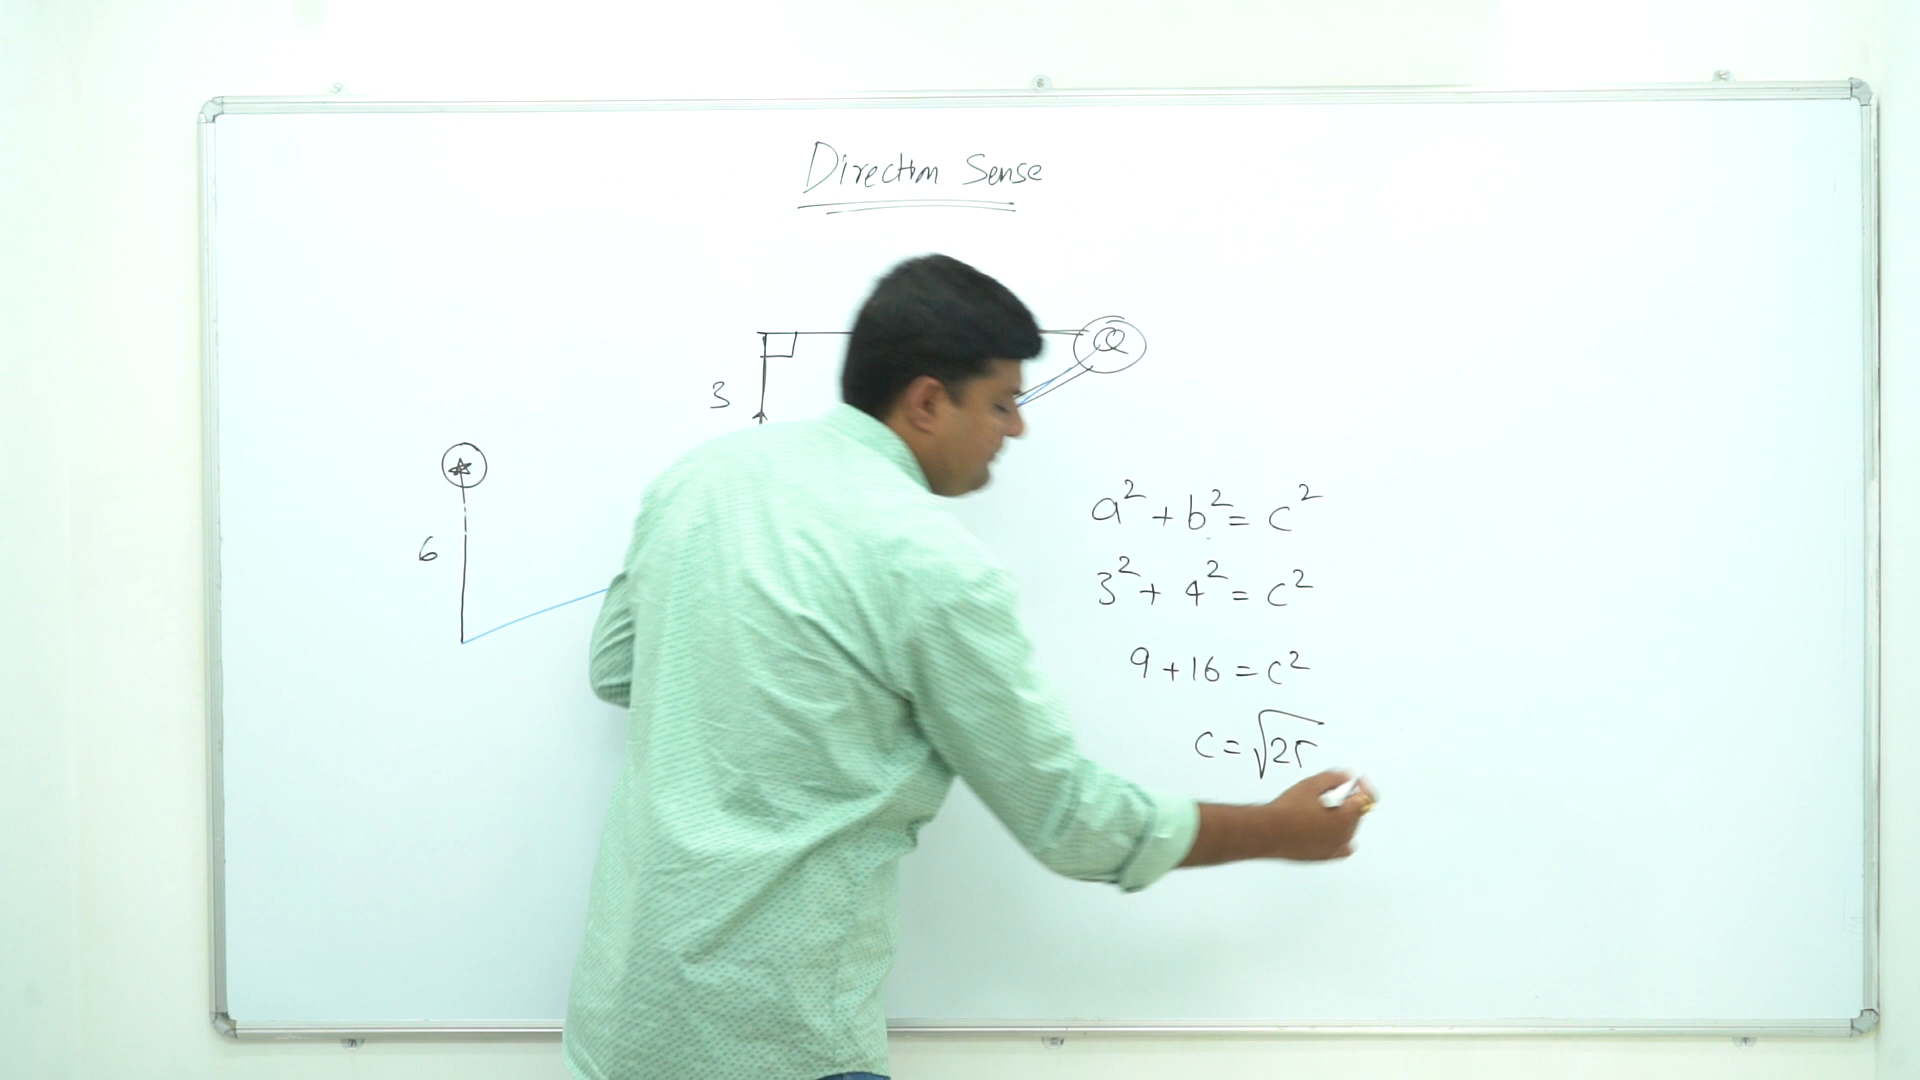 Direction Sense
Q
3
6
a² + b² = c²
3² + 4² = c²
9 + 16 = c²
c = √25